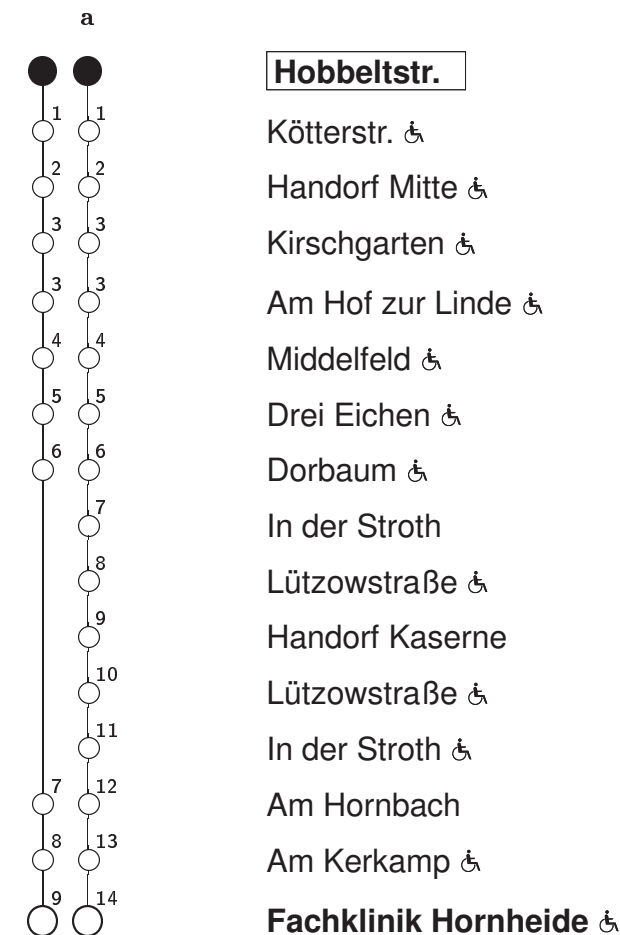 a
Hobbeltstr.
1 1 Kötterstr.
2 2 Handorf Mitte
3 3 Kirschgarten
3 3 Am Hof zur Linde
4 4 Middelfeld
5 5 Drei Eichen
6 6 Dorbaum
7 In der Stroth
8 Lützowstraße
9 Handorf Kaserne
10 Lützowstraße
11 In der Stroth
7 12 Am Hornbach
8 13 Am Kerkamp
9 14 Fachklinik Hornheide